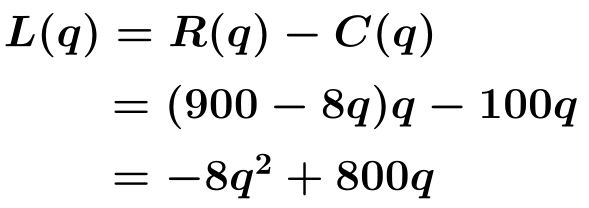 L(q) = R(q) − C(q)
= (900 − 8q)q − 100q
= −8q² + 800q